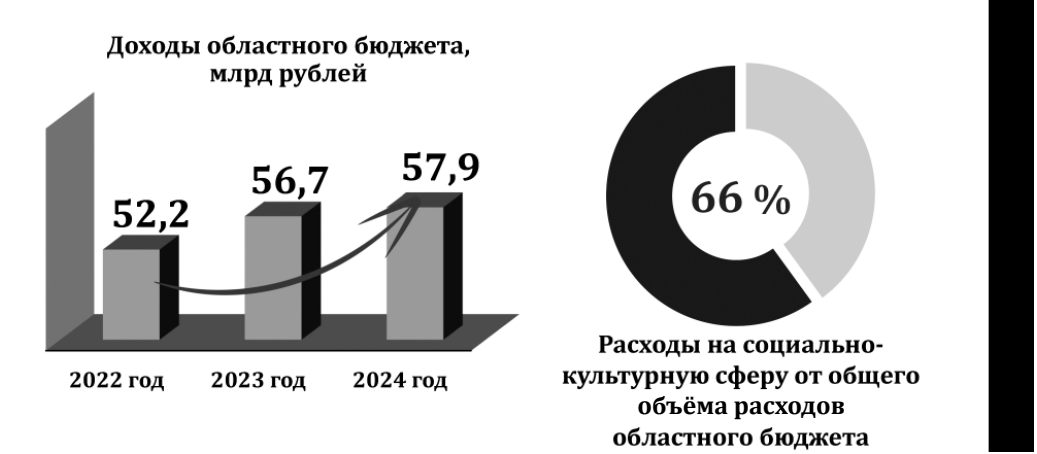 Доходы областного бюджета,
млрд рублей
52,2
56,7
57,9
2022 год
2023 год
2024 год
66 %
Расходы на социально-
культурную сферу от общего
объёма расходов
областного бюджета